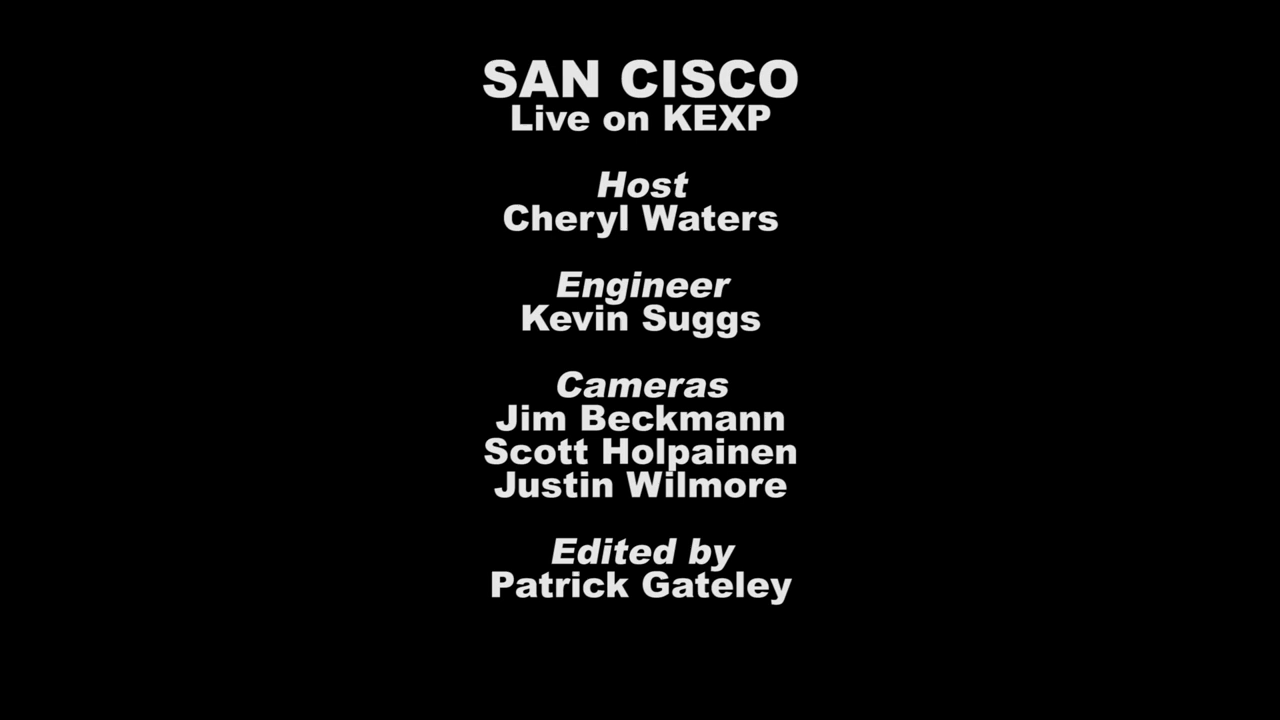 SAN CISCO
Live on KEXP
Host
Cheryl Waters
Engineer
Kevin Suggs
Cameras
Jim Beckmann
Scott Holpainen
Justin Wilmore
Edited by
Patrick Gateley